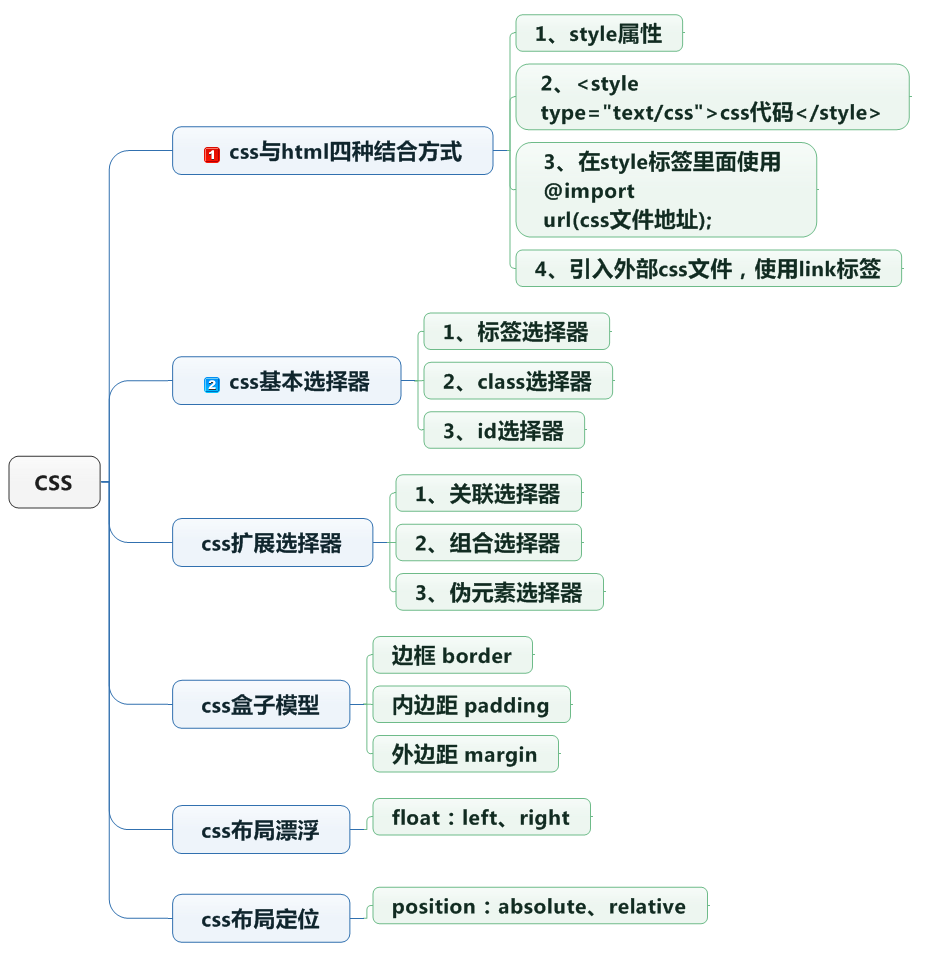 CSS
1 css与html四种结合方式
1、style属性
2、<style
type="text/css">css代码</style>
3、在style标签里面使用
@import
url(css文件地址);
4、引入外部css文件，使用link标签
2 css基本选择器
1、标签选择器
2、class选择器
3、id选择器
css扩展选择器
1、关联选择器
2、组合选择器
3、伪元素选择器
css盒子模型
边框 border
内边距 padding
外边距 margin
css布局漂浮
float：left、right
css布局定位
position：absolute、relative